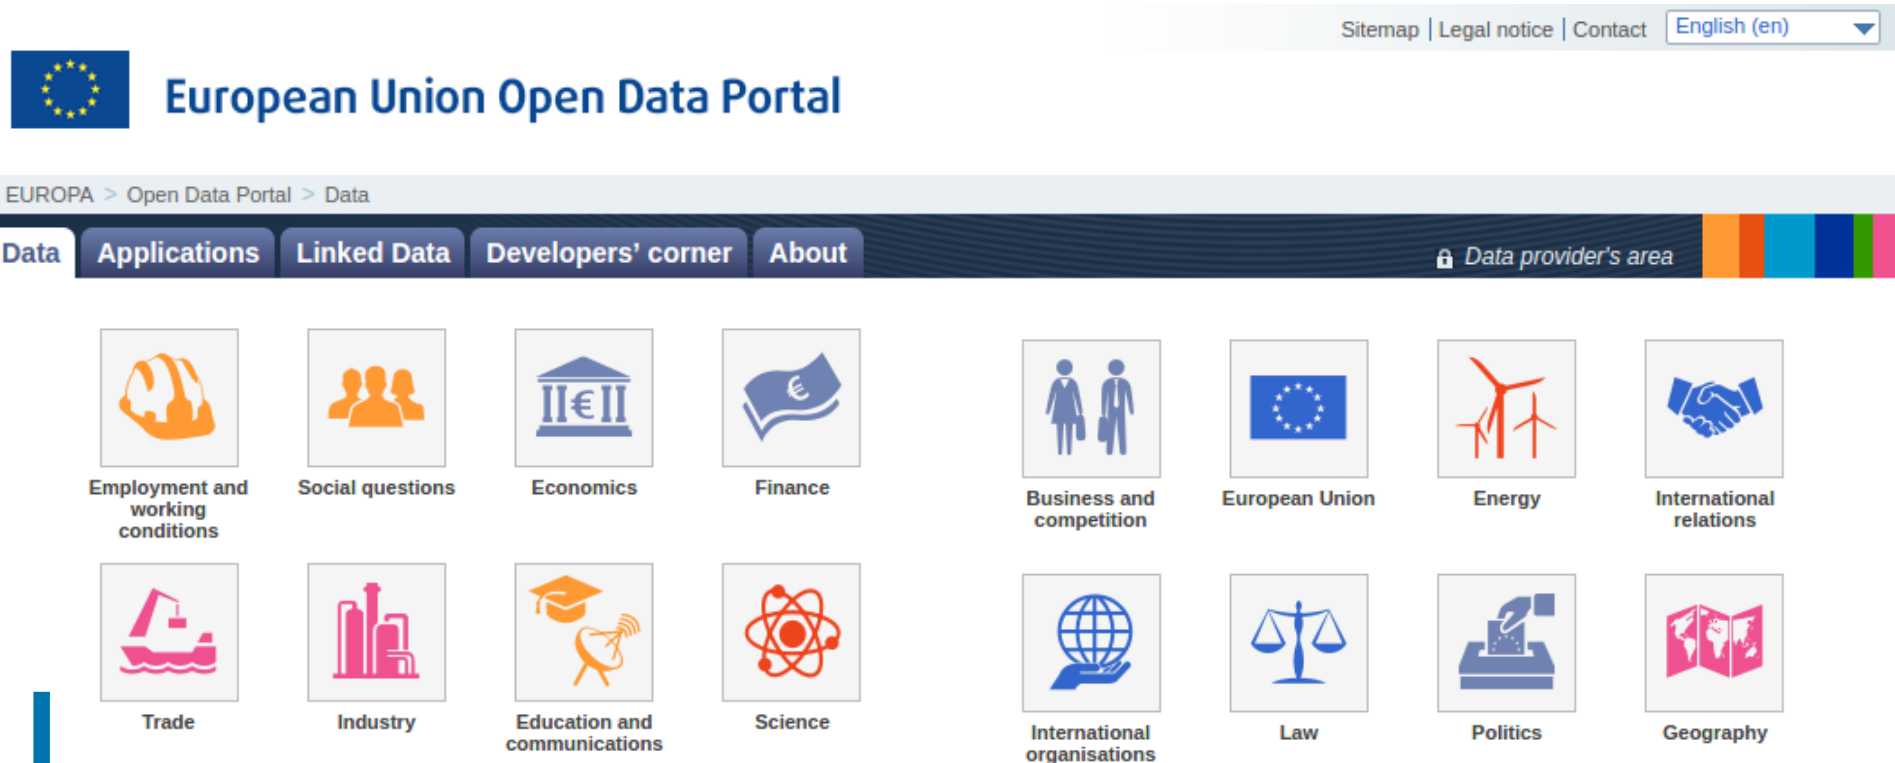 Sitemap | Legal notice | Contact English (en)
European Union Open Data Portal
EUROPA > Open Data Portal > Data
Data Applications Linked Data Developers’ corner About Data provider's area
€ €
Employment and
working
conditions
Social questions
Economics
Finance
Business and
competition
European Union
Energy
International
relations
Trade
Industry
Education and
communications
Science
International
organisations
Law
Politics
Geography